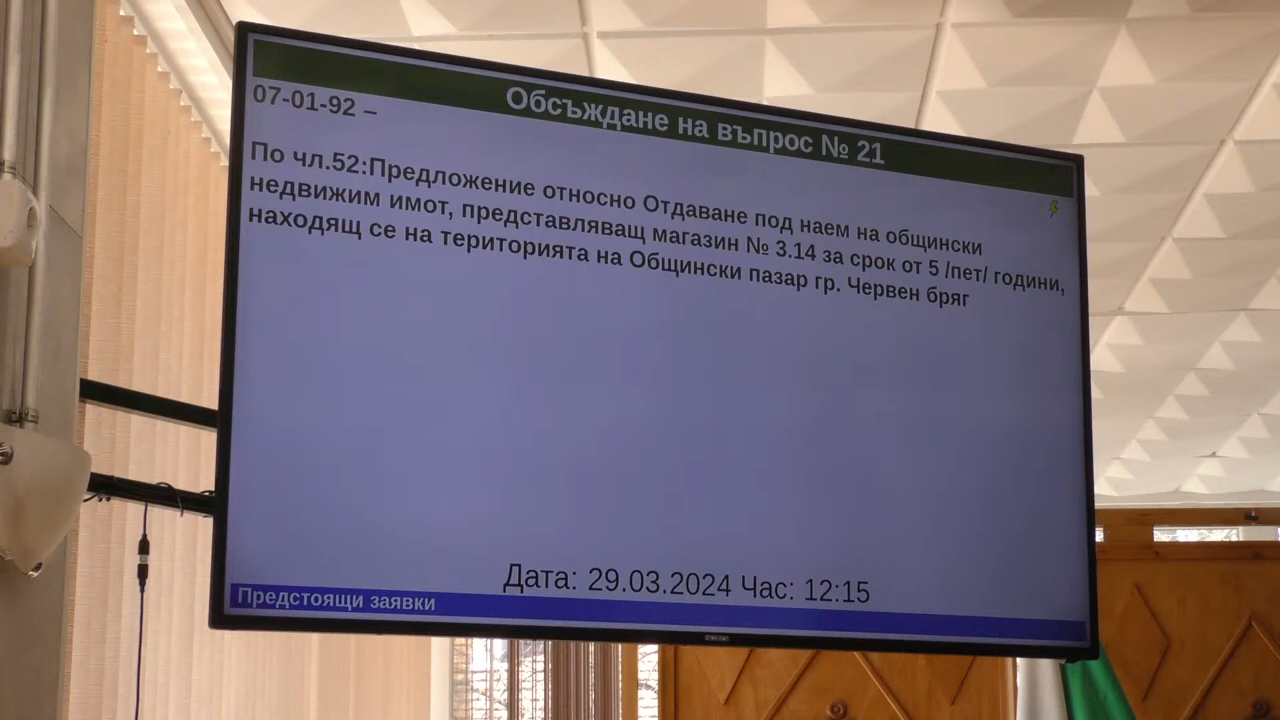 Обсъждане на въпрос № 21
07-01-92 –
По чл.52:Предложение относно Отдаване под наем на общински
недвижим имот, представляващ магазин № 3.14 за срок от 5 /пет/ години,
находящ се на територията на Общински пазар гр. Червен бряг
Дата: 29.03.2024 Час: 12:15
Предстоящи заявки